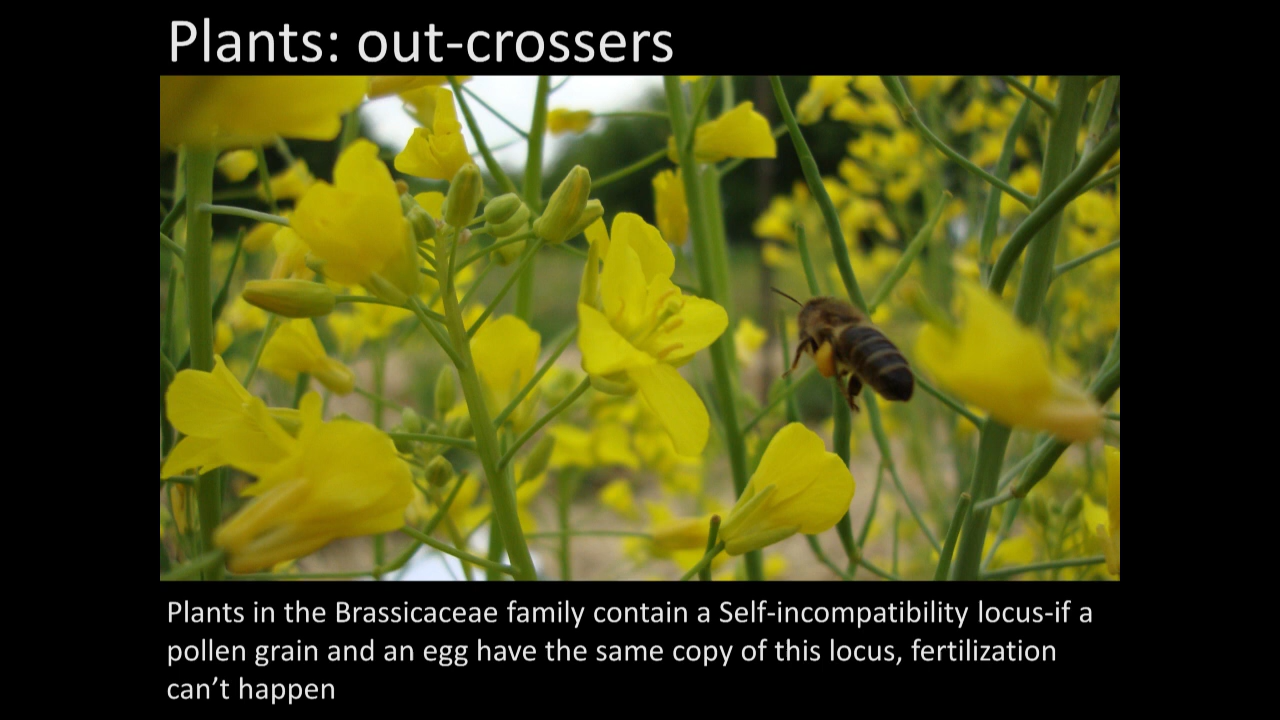 Plants: out-crossers
Plants in the Brassicaceae family contain a Self-incompatibility locus-if a
pollen grain and an egg have the same copy of this locus, fertilization
can’t happen